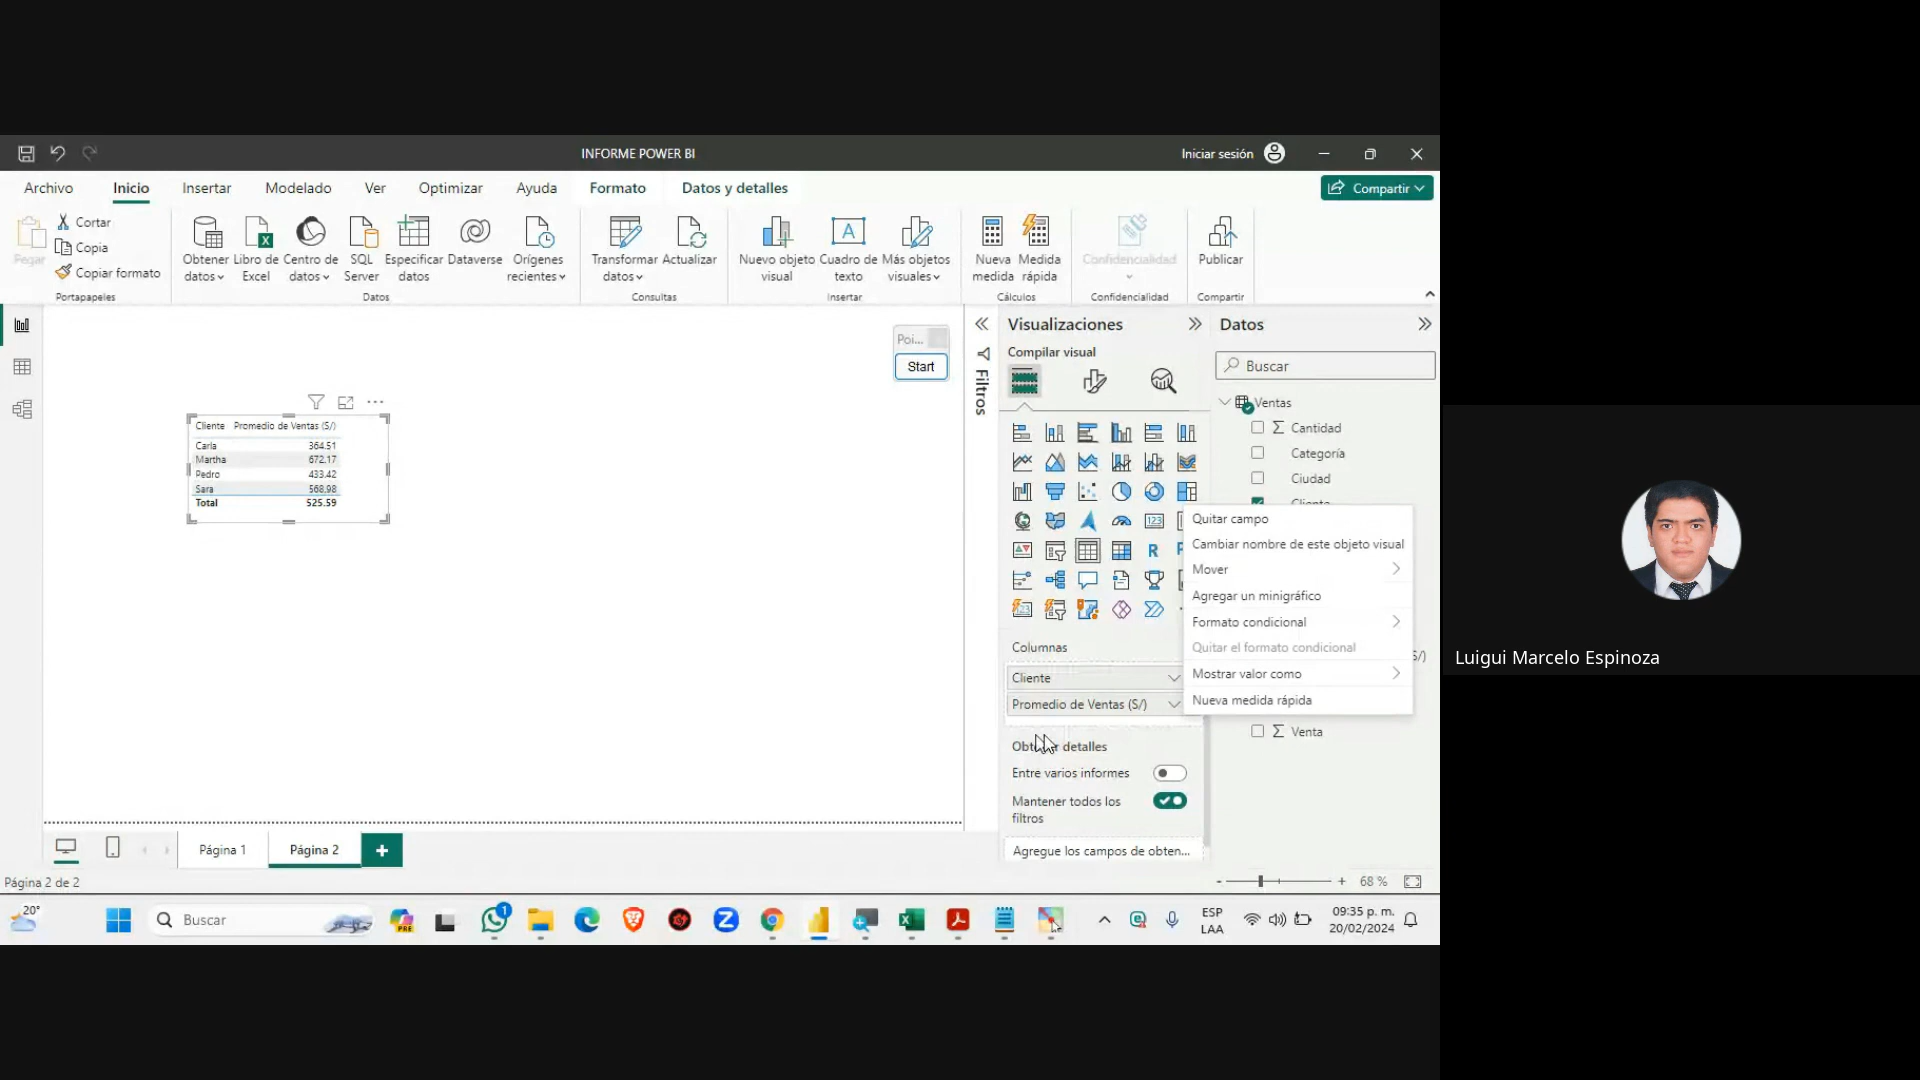 INFORME POWER BI
Iniciar sesión
Archivo
Inicio
Insertar
Modelado
Ver
Optimizar
Ayuda
Formato
Datos y detalles
Compartir
Pegar
Cortar
Copia
Copiar formato
Portapapeles
Obtener datos
Libro de Excel
Centro de datos
SQL Server
Especificar datos
Dataverse
Orígenes recientes
Datos
Transformar datos
Actualizar
Consultas
Nuevo objeto visual
Cuadro de texto
Más objetos visuales
Insertar
Nueva medida
Medida rápida
Cálculos
Confidencialidad
Confidencialidad
Publicar
Compartir
Poi...
Start
Cliente Promedio de Ventas (S/)
Carla 364.51
Martha 672.17
Pedro 433.42
Sara 568.98
Total 525.59
Filtros
Visualizaciones
Compilar visual
123
R
Columnas
Cliente
Promedio de Ventas (S/)
detalles
Entre varios informes
Mantener todos los
filtros
Agregue los campos de obten...
Datos
Buscar
Ventas
Σ Cantidad
Categoría
Ciudad
Cliente
Quitar campo
Cambiar nombre de este objeto visual
Mover
Agregar un minigráfico
Formato condicional
Quitar el formato condicional
Mostrar valor como
Nueva medida rápida
S/)
Σ Venta
Página 1
Página 2
+
Página 2 de 2
- + 68 %
20°
Buscar
PRE
1
ESP
LAA
09:35 p. m.
20/02/2024
Luigui Marcelo Espinoza